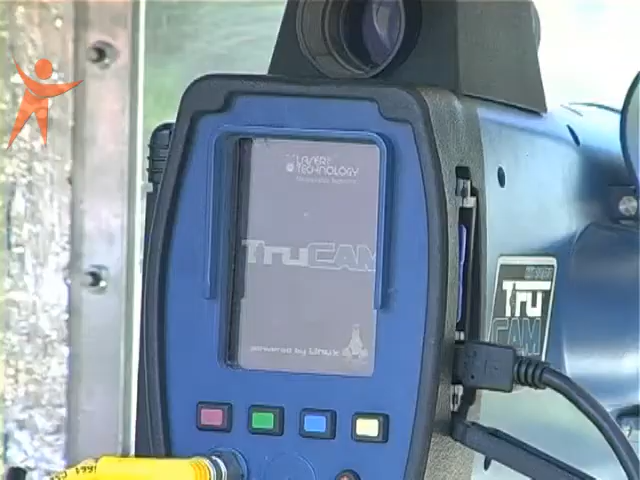 LASER
TECHNOLOGY
TruCAM
powered by Linux
Tru
CAM